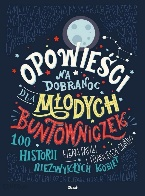 OPOWIEŚCI
NA
DOBRANOC
DLA
MŁODYCH
BUNTOWNICZEK
100
HISTORII
NIEZWYKŁYCH KOBIET